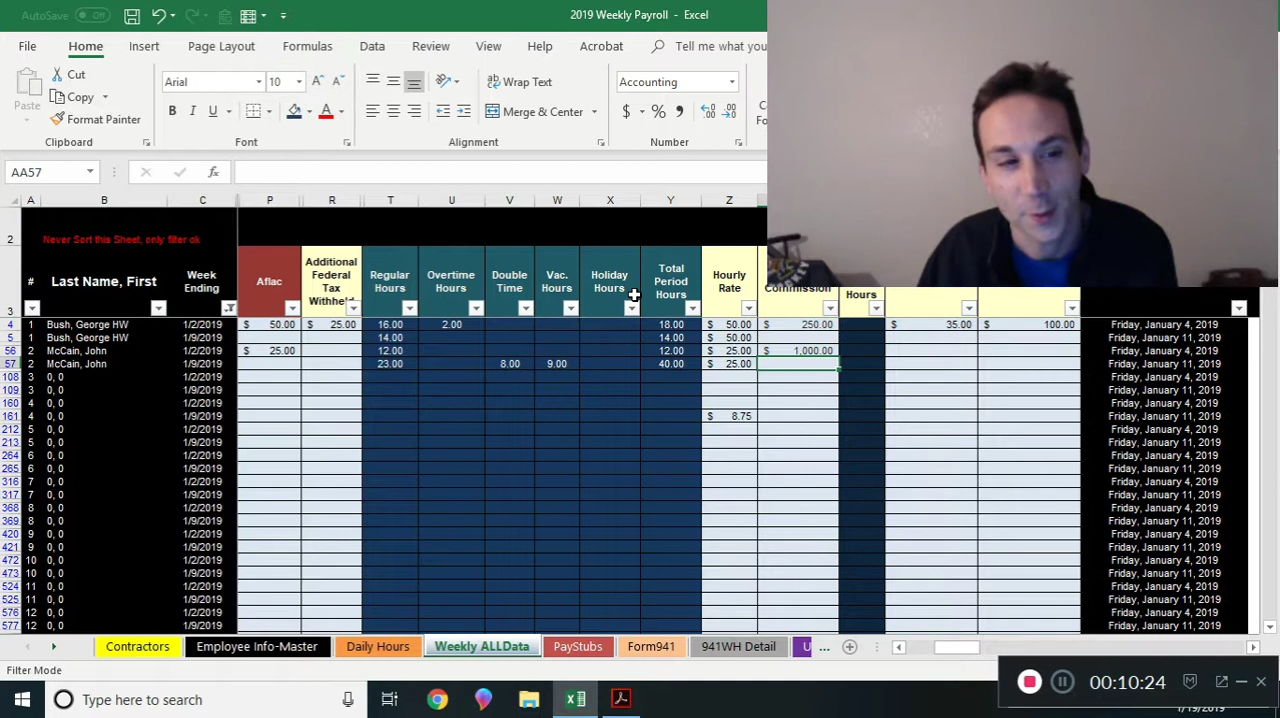 AutoSave Off 2019 Weekly Payroll - Excel
File Home Insert Page Layout Formulas Data Review View Help Acrobat Tell me what you
Paste Cut Copy Format Painter Clipboard
Arial 10 B I U Font
Wrap Text Merge & Center Alignment
Accounting $ % Number
AA57 fx
A B C P R T U V W X Y Z
2 Never Sort this Sheet, only filter ok
3 # Last Name, First Week Ending Aflac Additional Federal Tax Withheld Regular Hours Overtime Hours Double Time Vac. Hours Holiday Hours Total Period Hours Hourly Rate Commission Hours
4 1 Bush, George HW 1/2/2019 $ 50.00 $ 25.00 16.00 2.00 18.00 $ 50.00 $ 250.00 $ 35.00 $ 100.00 Friday, January 4, 2019
5 1 Bush, George HW 1/9/2019 14.00 14.00 $ 50.00 Friday, January 11, 2019
56 2 McCain, John 1/2/2019 $ 25.00 12.00 12.00 $ 25.00 $ 1,000.00 Friday, January 4, 2019
57 2 McCain, John 1/9/2019 23.00 8.00 9.00 40.00 $ 25.00 Friday, January 11, 2019
108 3 0, 0 1/2/2019 Friday, January 4, 2019
109 3 0, 0 1/9/2019 Friday, January 11, 2019
160 4 0, 0 1/2/2019 Friday, January 4, 2019
161 4 0, 0 1/9/2019 $ 8.75 Friday, January 11, 2019
212 5 0, 0 1/2/2019 Friday, January 4, 2019
213 5 0, 0 1/9/2019 Friday, January 11, 2019
264 6 0, 0 1/2/2019 Friday, January 4, 2019
265 6 0, 0 1/9/2019 Friday, January 11, 2019
316 7 0, 0 1/2/2019 Friday, January 4, 2019
317 7 0, 0 1/9/2019 Friday, January 11, 2019
368 8 0, 0 1/2/2019 Friday, January 4, 2019
369 8 0, 0 1/9/2019 Friday, January 11, 2019
420 9 0, 0 1/2/2019 Friday, January 4, 2019
421 9 0, 0 1/9/2019 Friday, January 11, 2019
472 10 0, 0 1/2/2019 Friday, January 4, 2019
473 10 0, 0 1/9/2019 Friday, January 11, 2019
524 11 0, 0 1/2/2019 Friday, January 4, 2019
525 11 0, 0 1/9/2019 Friday, January 11, 2019
576 12 0, 0 1/2/2019 Friday, January 4, 2019
577 12 0, 0 1/9/2019 Friday, January 11, 2019
Contractors Employee Info-Master Daily Hours Weekly ALLData PayStubs Form941 941WH Detail U ...
Filter Mode
Type here to search
00:10:24
1/19/2019